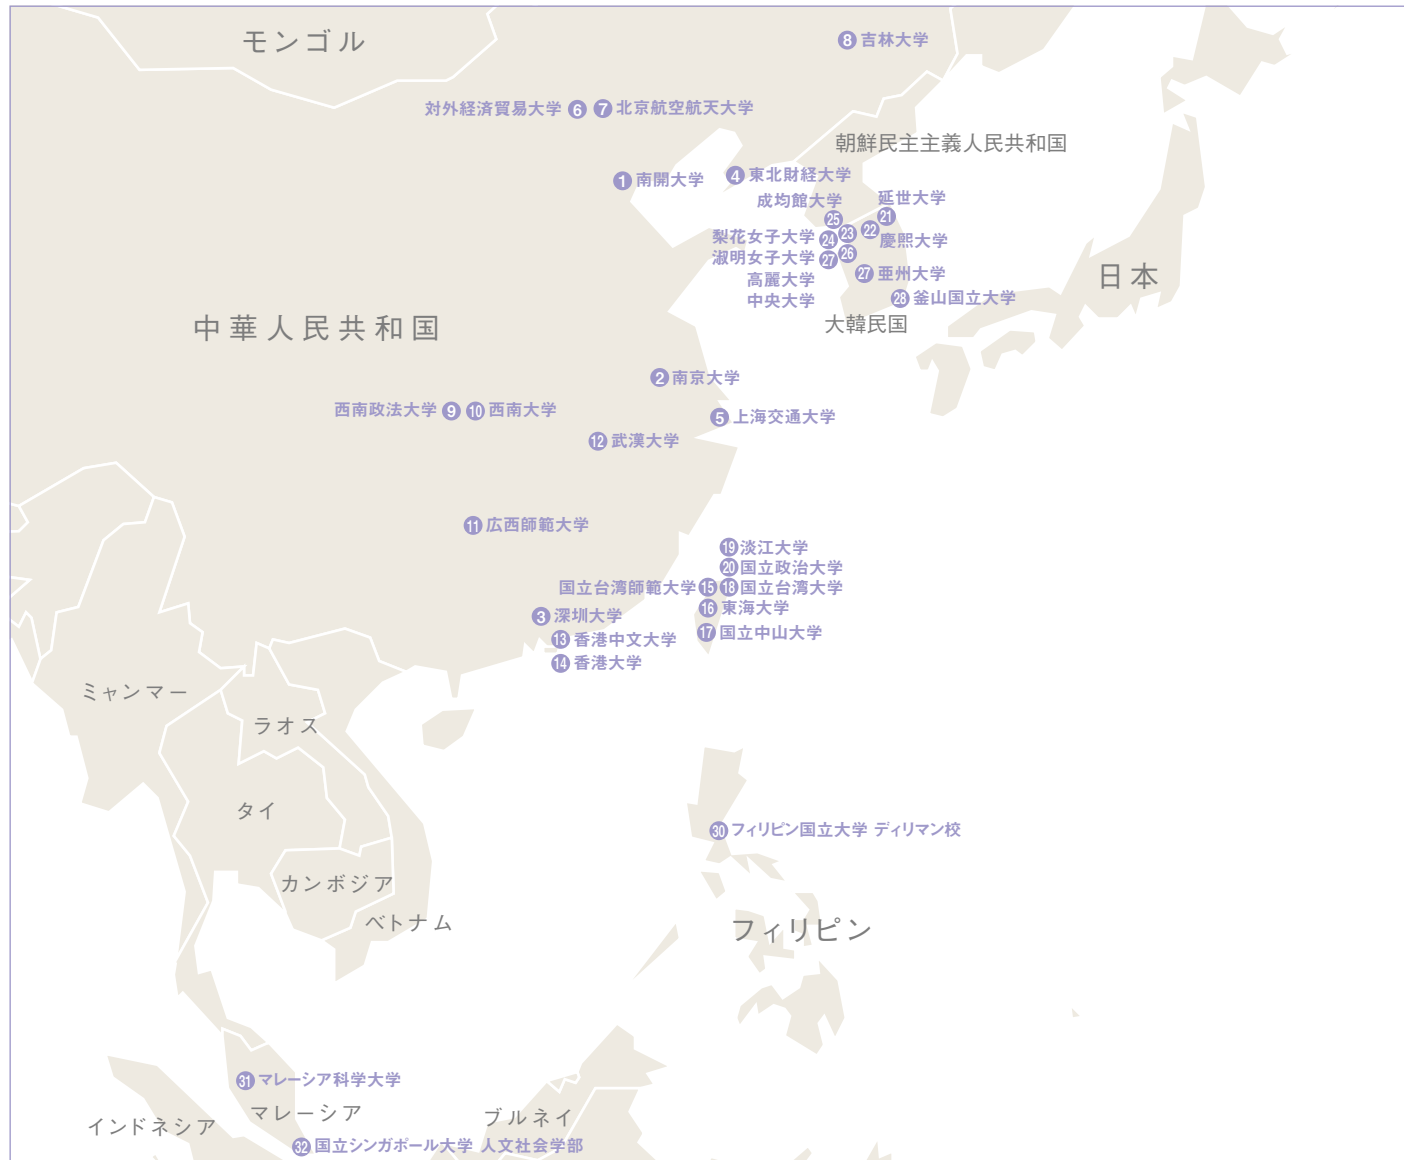 モンゴル
8 吉林大学
対外経済貿易大学 6 7 北京航空航天大学
朝鮮民主主義人民共和国
1 南開大学
4 東北財経大学
成均館大学
25
延世大学
21
梨花女子大学 24
23
22 慶熙大学
淑明女子大学 27
26
高麗大学
27 亜州大学
中央大学
28 釜山国立大学
大韓民国
日本
中華人民共和国
2 南京大学
西南政法大学 9 10 西南大学
5 上海交通大学
12 武漢大学
11 広西師範大学
19 淡江大学
20 国立政治大学
国立台湾師範大学 15 18 国立台湾大学
16 東海大学
3 深圳大学
17 国立中山大学
13 香港中文大学
14 香港大学
ミャンマー
ラオス
タイ
カンボジア
ベトナム
30 フィリピン国立大学 ディリマン校
フィリピン
31 マレーシア科学大学
マレーシア
インドネシア
ブルネイ
32 国立シンガポール大学 人文社会学部